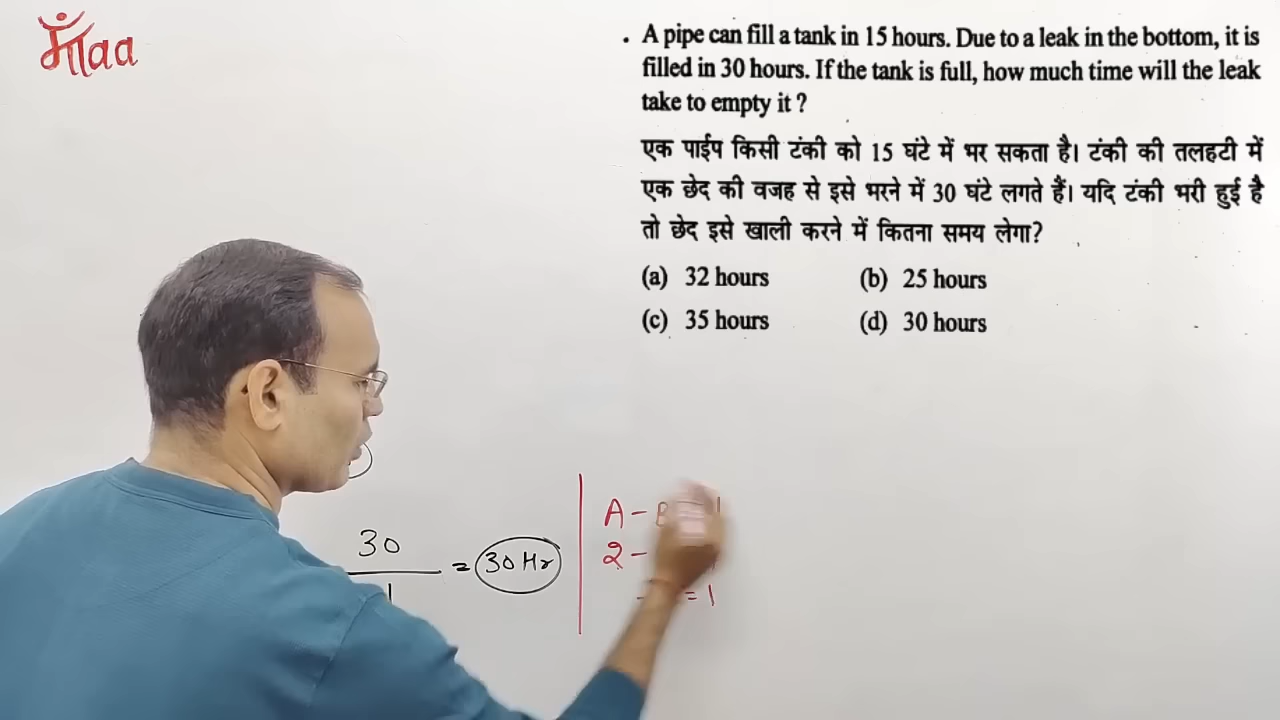 माँaa
. A pipe can fill a tank in 15 hours. Due to a leak in the bottom, it is
filled in 30 hours. If the tank is full, how much time will the leak
take to empty it ?
एक पाईप किसी टंकी को 15 घंटे में भर सकता है। टंकी की तलहटी में
एक छेद की वजह से इसे भरने में 30 घंटे लगते हैं। यदि टंकी भरी हुई है
तो छेद इसे खाली करने में कितना समय लेगा?
(a) 32 hours (b) 25 hours
(c) 35 hours (d) 30 hours
30
= 30 Hr
1
A -
2 -
= 1